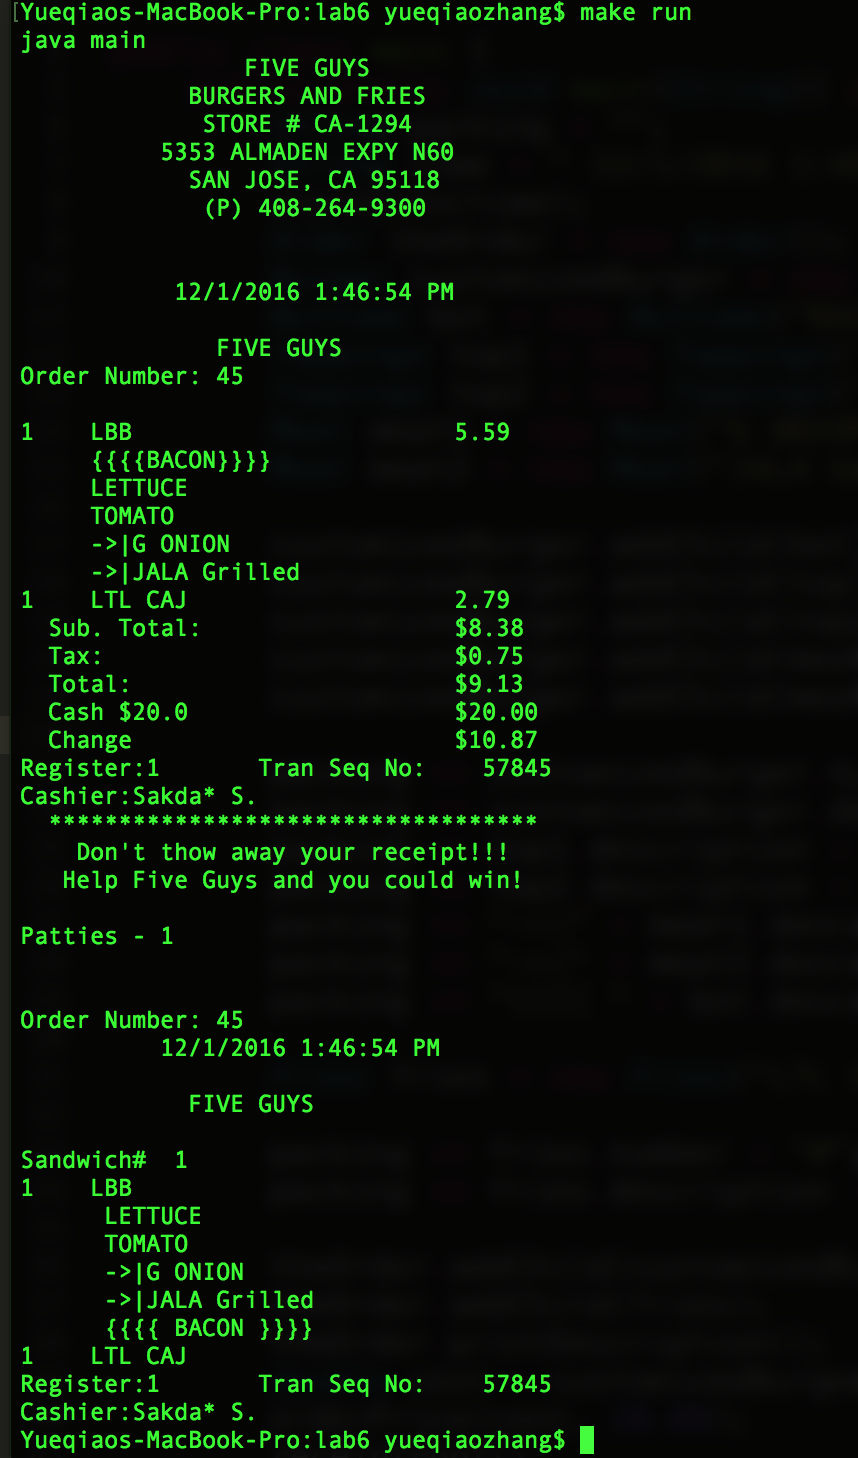 [Yueqiaos-MacBook-Pro:lab6 yueqiaozhang$ make run
java main
FIVE GUYS
BURGERS AND FRIES
STORE # CA-1294
5353 ALMADEN EXPY N60
SAN JOSE, CA 95118
(P) 408-264-9300
12/1/2016 1:46:54 PM
FIVE GUYS
Order Number: 45
1 LBB 5.59
{{{{BACON}}}}
LETTUCE
TOMATO
->|G ONION
->|JALA Grilled
1 LTL CAJ 2.79
Sub. Total: $8.38
Tax: $0.75
Total: $9.13
Cash $20.0 $20.00
Change $10.87
Register:1 Tran Seq No: 57845
Cashier:Sakda* S.
***********************************
Don't thow away your receipt!!!
Help Five Guys and you could win!
Patties - 1
Order Number: 45
12/1/2016 1:46:54 PM
FIVE GUYS
Sandwich# 1
1 LBB
LETTUCE
TOMATO
->|G ONION
->|JALA Grilled
{{{{ BACON }}}}
1 LTL CAJ
Register:1 Tran Seq No: 57845
Cashier:Sakda* S.
Yueqiaos-MacBook-Pro:lab6 yueqiaozhang$